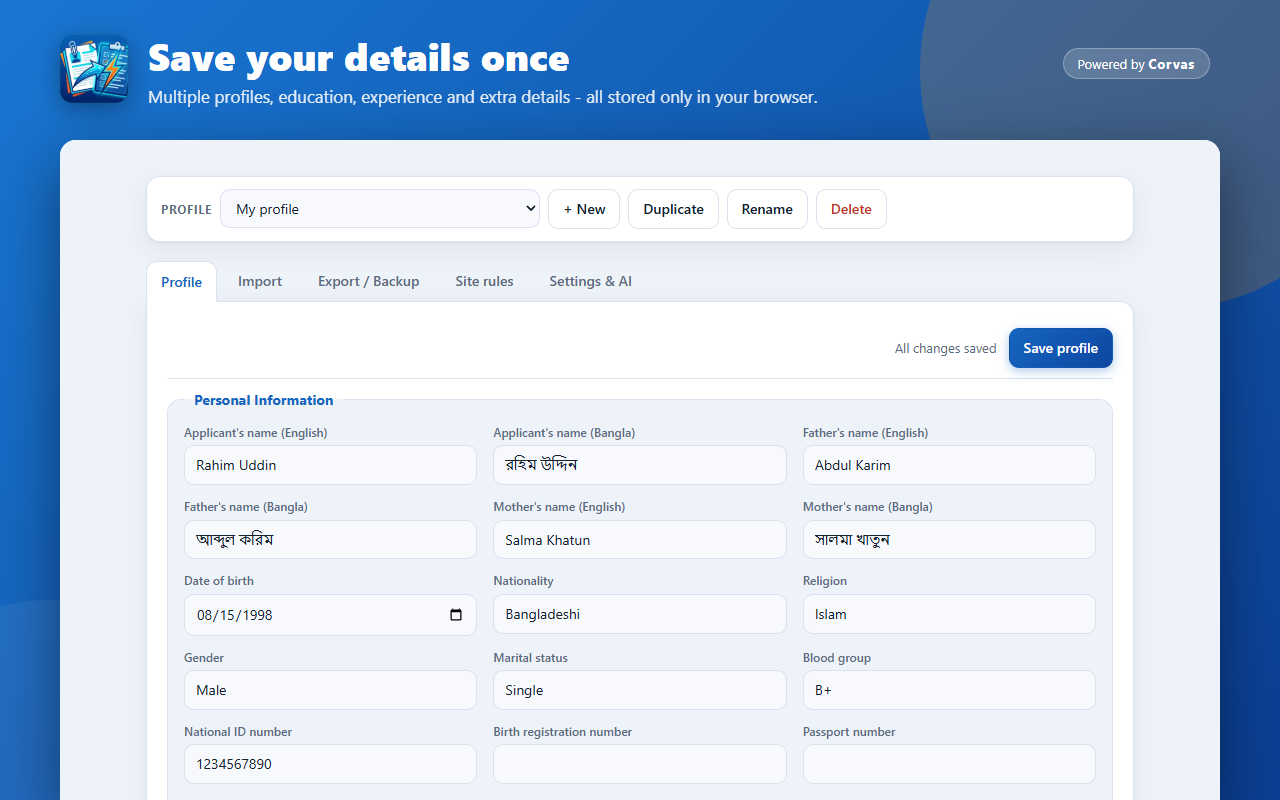 Save your details once
Multiple profiles, education, experience and extra details - all stored only in your browser.
Powered by Corvas
PROFILE My profile + New Duplicate Rename Delete
Profile Import Export / Backup Site rules Settings & AI
All changes saved Save profile
Personal Information
Applicant's name (English) Applicant's name (Bangla) Father's name (English)
Rahim Uddin রহিম উদ্দিন Abdul Karim
Father's name (Bangla) Mother's name (English) Mother's name (Bangla)
আব্দুল করিম Salma Khatun সালমা খাতুন
Date of birth Nationality Religion
08/15/1998 Bangladeshi Islam
Gender Marital status Blood group
Male Single B+
National ID number Birth registration number Passport number
1234567890